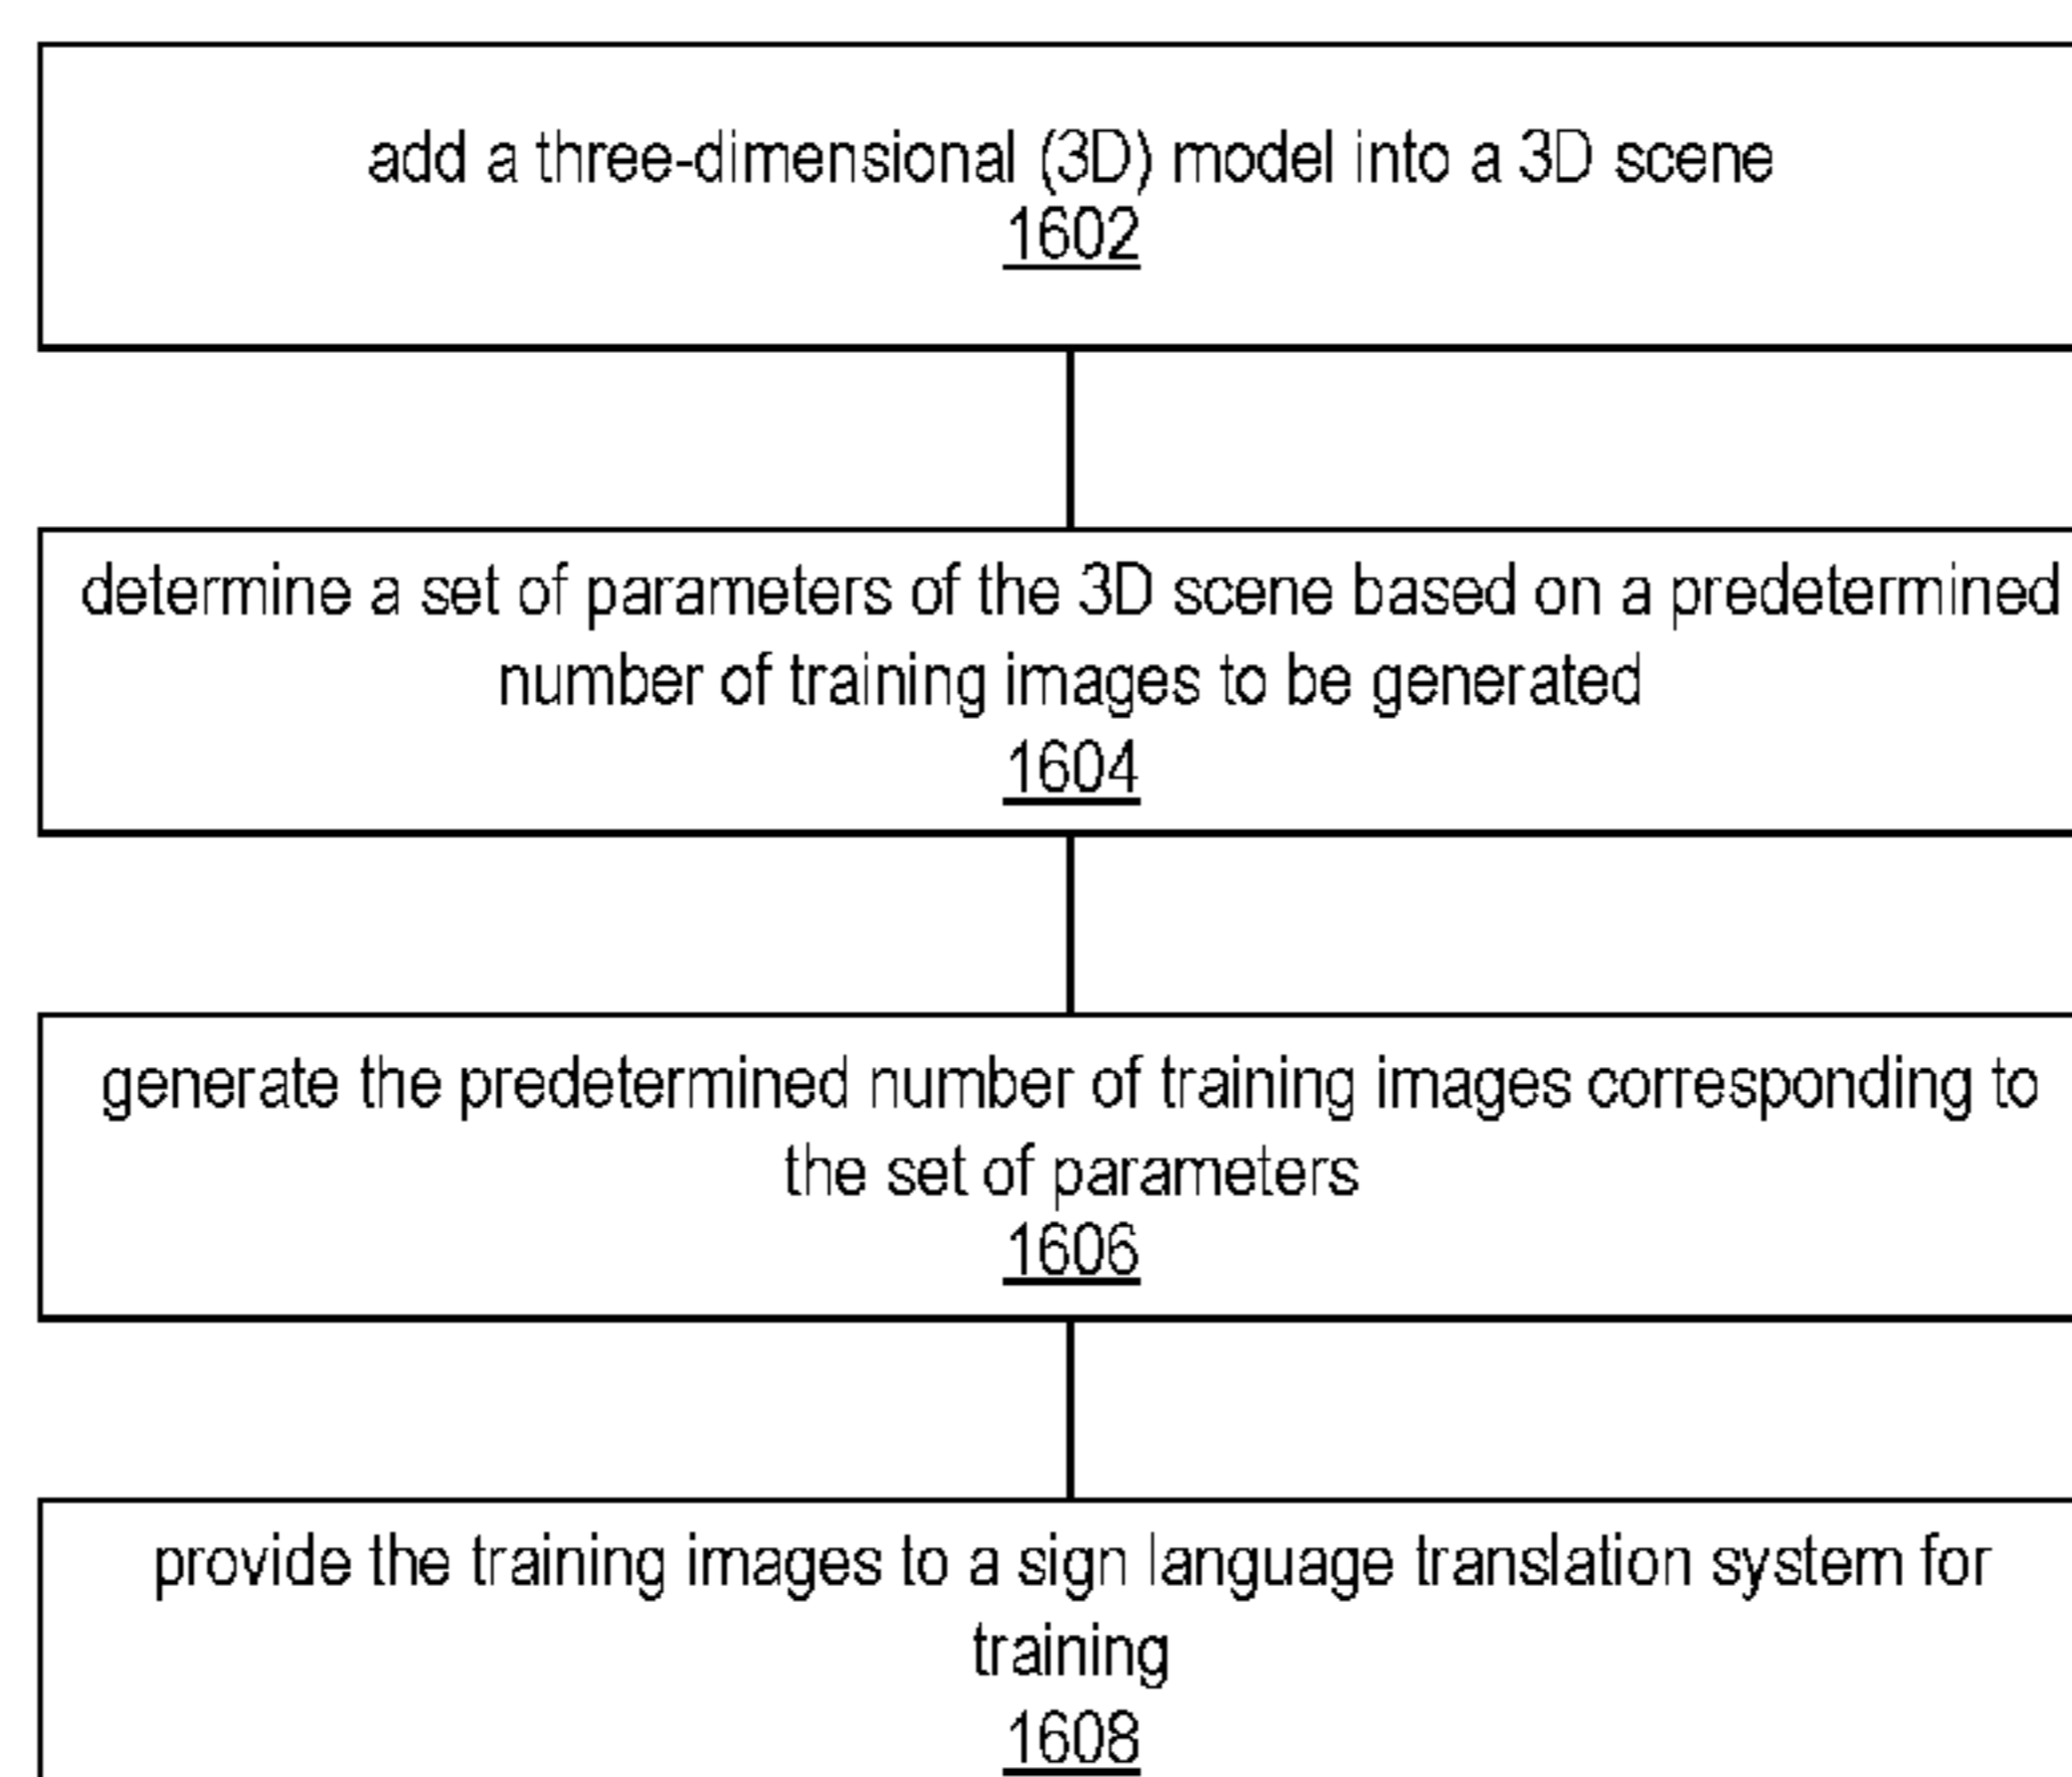 add a three-dimensional (3D) model into a 3D scene
1602
determine a set of parameters of the 3D scene based on a predetermined
number of training images to be generated
1604
generate the predetermined number of training images corresponding to
the set of parameters
1606
provide the training images to a sign language translation system for
training
1608